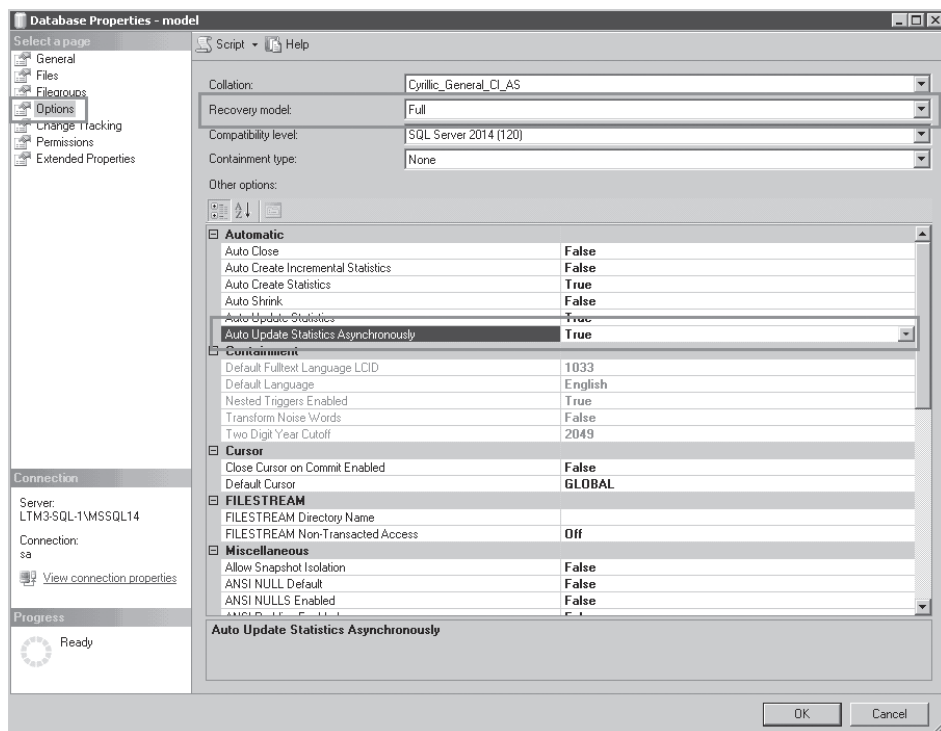 Database Properties - model
Select a page
General
Files
Filegroups
Options
Change Tracking
Permissions
Extended Properties
Script Help
Collation: Cyrillic_General_CI_AS
Recovery model: Full
Compatibility level: SQL Server 2014 (120)
Containment type: None
Other options:
Automatic
Auto Close False
Auto Create Incremental Statistics False
Auto Create Statistics True
Auto Shrink False
Auto Update Statistics True
Auto Update Statistics Asynchronously True
Containment
Default Fulltext Language LCID 1033
Default Language English
Nested Triggers Enabled True
Transform Noise Words False
Two Digit Year Cutoff 2049
Cursor
Close Cursor on Commit Enabled False
Default Cursor GLOBAL
FILESTREAM
FILESTREAM Directory Name
FILESTREAM Non-Transacted Access Off
Miscellaneous
Allow Snapshot Isolation False
ANSI NULL Default False
ANSI NULLS Enabled False
Auto Update Statistics Asynchronously
Connection
Server:
LTM3-SQL-1\MSSQL14
Connection:
sa
View connection properties
Progress
Ready
OK Cancel